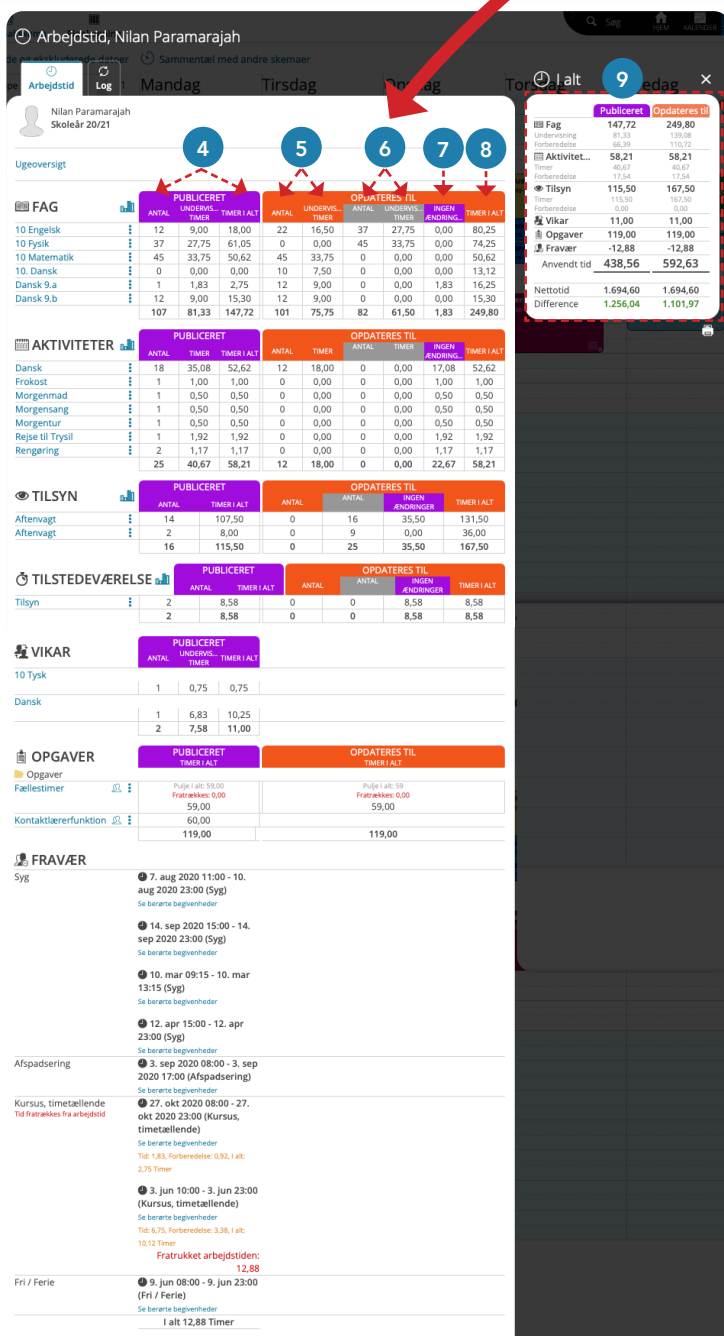 Søg
HJEM
KALENDER
Arbejdstid, Nilan Paramarajah
Sammentæl med andre skemaer
Arbejdstid
Log
Mandag
Tirsdag
Nilan Paramarajah
Skoleår 20/21
Ugeoversigt
4 5 6 7 8
FAG
PUBLICERET OPDATERES TIL
ANTAL UNDERVIS... TIMER TIMER I ALT ANTAL UNDERVIS... TIMER ANTAL UNDERVIS... TIMER INGEN ÆNDRING... TIMER I ALT
10 Engelsk 12 9,00 18,00 22 16,50 37 27,75 0,00 80,25
10 Fysik 37 27,75 61,05 0 0,00 45 33,75 0,00 74,25
10 Matematik 45 33,75 50,62 45 33,75 0 0,00 0,00 50,62
10. Dansk 0 0,00 0,00 10 7,50 0 0,00 0,00 13,12
Dansk 9.a 1 1,83 2,75 12 9,00 0 0,00 1,83 16,25
Dansk 9.b 12 9,00 15,30 12 9,00 0 0,00 0,00 15,30
107 81,33 147,72 101 75,75 82 61,50 1,83 249,80
AKTIVITETER
PUBLICERET OPDATERES TIL
ANTAL TIMER TIMER I ALT ANTAL TIMER ANTAL TIMER INGEN ÆNDRING... TIMER I ALT
Dansk 18 35,08 52,62 12 18,00 0 0,00 17,08 52,62
Frokost 1 1,00 1,00 0 0,00 0 0,00 1,00 1,00
Morgenmad 1 0,50 0,50 0 0,00 0 0,00 0,50 0,50
Morgensang 1 0,50 0,50 0 0,00 0 0,00 0,50 0,50
Morgentur 1 0,50 0,50 0 0,00 0 0,00 0,50 0,50
Rejse til Trysil 1 1,92 1,92 0 0,00 0 0,00 1,92 1,92
Rengøring 2 1,17 1,17 0 0,00 0 0,00 1,17 1,17
25 40,67 58,21 12 18,00 0 0,00 22,67 58,21
TILSYN
PUBLICERET OPDATERES TIL
ANTAL TIMER I ALT ANTAL ANTAL INGEN ÆNDRINGER TIMER I ALT
Aftenvagt 14 107,50 0 16 35,50 131,50
Aftenvagt 2 8,00 0 9 0,00 36,00
16 115,50 0 25 35,50 167,50
TILSTEDEVÆRELSE
PUBLICERET OPDATERES TIL
ANTAL TIMER I ALT ANTAL ANTAL INGEN ÆNDRINGER TIMER I ALT
Tilsyn 2 8,58 0 0 8,58 8,58
2 8,58 0 0 8,58 8,58
VIKAR
PUBLICERET
ANTAL UNDERVIS... TIMER TIMER I ALT
10 Tysk
1 0,75 0,75
Dansk
1 6,83 10,25
2 7,58 11,00
OPGAVER
PUBLICERET OPDATERES TIL
TIMER I ALT TIMER I ALT
Opgaver
Fællestimer Pulje i alt: 59,00 Pulje i alt: 59
Fratrækkes: 0,00 Fratrækkes: 0,00
59,00 59,00
Kontaktlærerfunktion 60,00
119,00 119,00
FRAVÆR
Syg
7. aug 2020 11:00 - 10.
aug 2020 23:00 (Syg)
Se berørte begivenheder
14. sep 2020 15:00 - 14.
sep 2020 23:00 (Syg)
Se berørte begivenheder
10. mar 09:15 - 10. mar
13:15 (Syg)
Se berørte begivenheder
12. apr 15:00 - 12. apr
23:00 (Syg)
Se berørte begivenheder
Afspadsering
3. sep 2020 08:00 - 3. sep
2020 17:00 (Afspadsering)
Se berørte begivenheder
Kursus, timetællende
Tid fratrækkes fra arbejdstid
27. okt 2020 08:00 - 27.
okt 2020 23:00 (Kursus,
timetællende)
Se berørte begivenheder
Tid: 1,83, Forberedelse: 0,92, I alt:
2,75 Timer
3. jun 10:00 - 3. jun 23:00
(Kursus, timetællende)
Se berørte begivenheder
Tid: 6,75, Forberedelse: 3,38, I alt:
10,12 Timer
Fratrukket arbejdstiden:
12,88
Fri / Ferie
9. jun 08:00 - 9. jun 23:00
(Fri / Ferie)
Se berørte begivenheder
I alt 12,88 Timer
I alt
9
×
Publiceret Opdateres til
Fag 147,72 249,80
Undervisning 81,33 139,08
Forberedelse 66,39 110,72
Aktivitet... 58,21 58,21
Timer 40,67 40,67
Forberedelse 17,54 17,54
Tilsyn 115,50 167,50
Timer 115,50 167,50
Forberedelse 0,00 0,00
Vikar 11,00 11,00
Opgaver 119,00 119,00
Fravær -12,88 -12,88
Anvendt tid 438,56 592,63
Nettotid 1.694,60 1.694,60
Difference 1.256,04 1.101,97